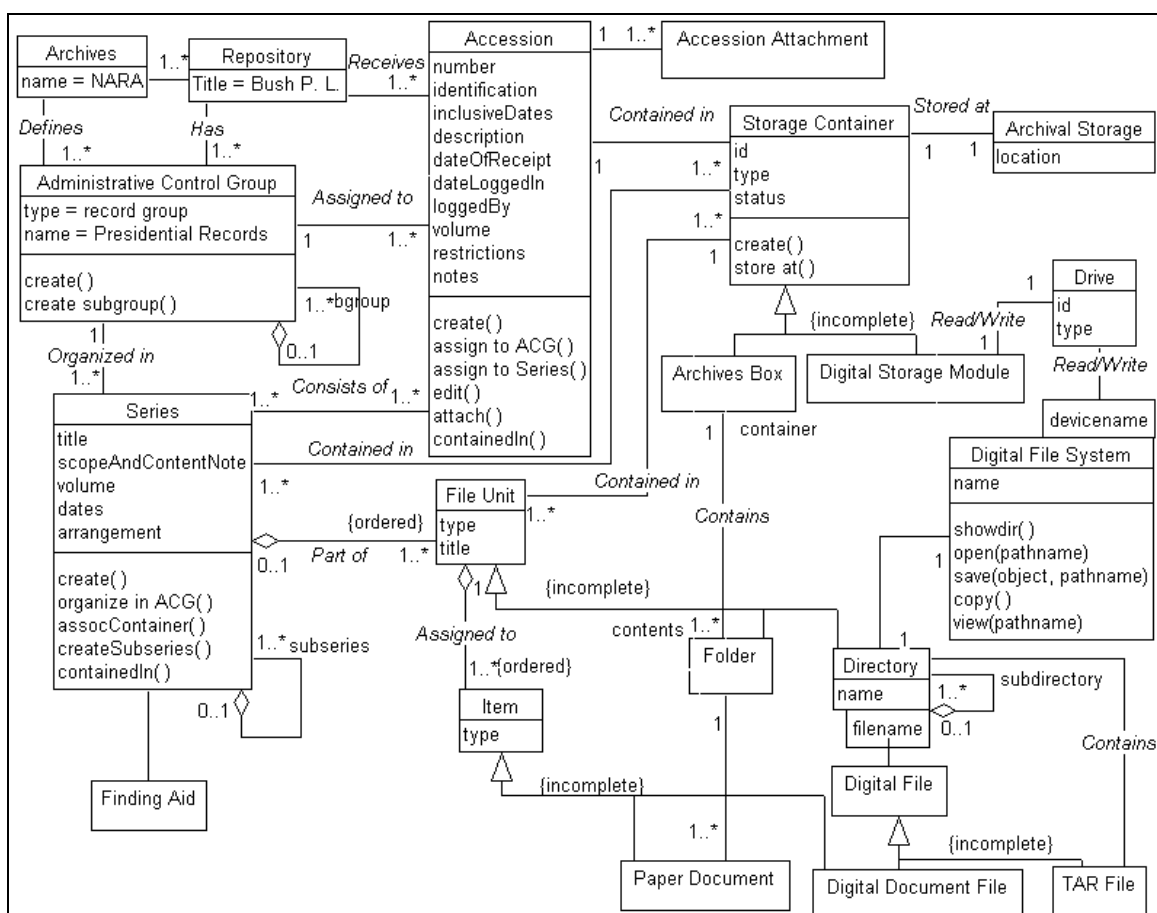 Archives
name = NARA
1..*
Repository
Title = Bush P. L.
Receives
1..*
Accession
number
identification
inclusiveDates
description
dateOfReceipt
dateLoggedIn
loggedBy
volume
restrictions
notes
create()
assign to ACG()
assign to Series()
edit()
attach()
containedIn()
1
1..*
Accession Attachment
Defines
1..*
Has
1..*
Administrative Control Group
type = record group
name = Presidential Records
create()
create subgroup()
Assigned to
1
1..*
1..*bgroup
0..1
Contained in
1
1..*
Storage Container
id
type
status
create()
store at()
Stored at
1
1
Archival Storage
location
1..*
1
{incomplete}
Archives Box
Digital Storage Module
Read/Write
1
1
Drive
id
type
Read/Write
devicename
Digital File System
name
showdir()
open(pathname)
save(object, pathname)
copy()
view(pathname)
1
1
Organized in
1..*
Series
title
scopeAndContentNote
volume
dates
arrangement
create()
organize in ACG()
assocContainer()
createSubseries()
containedIn()
1..*
Consists of
1..*
Contained in
1..*
{ordered}
0..1
Part of
1..*
File Unit
type
title
Contained in
1..*
1
container
Contains
contents
1..*
Folder
{incomplete}
1
Assigned to
1..*
{ordered}
Item
type
1..*
subseries
0..1
Finding Aid
{incomplete}
1
1..*
Paper Document
1
Directory
name
filename
1..*
subdirectory
0..1
Contains
Digital File
{incomplete}
Digital Document File
TAR File